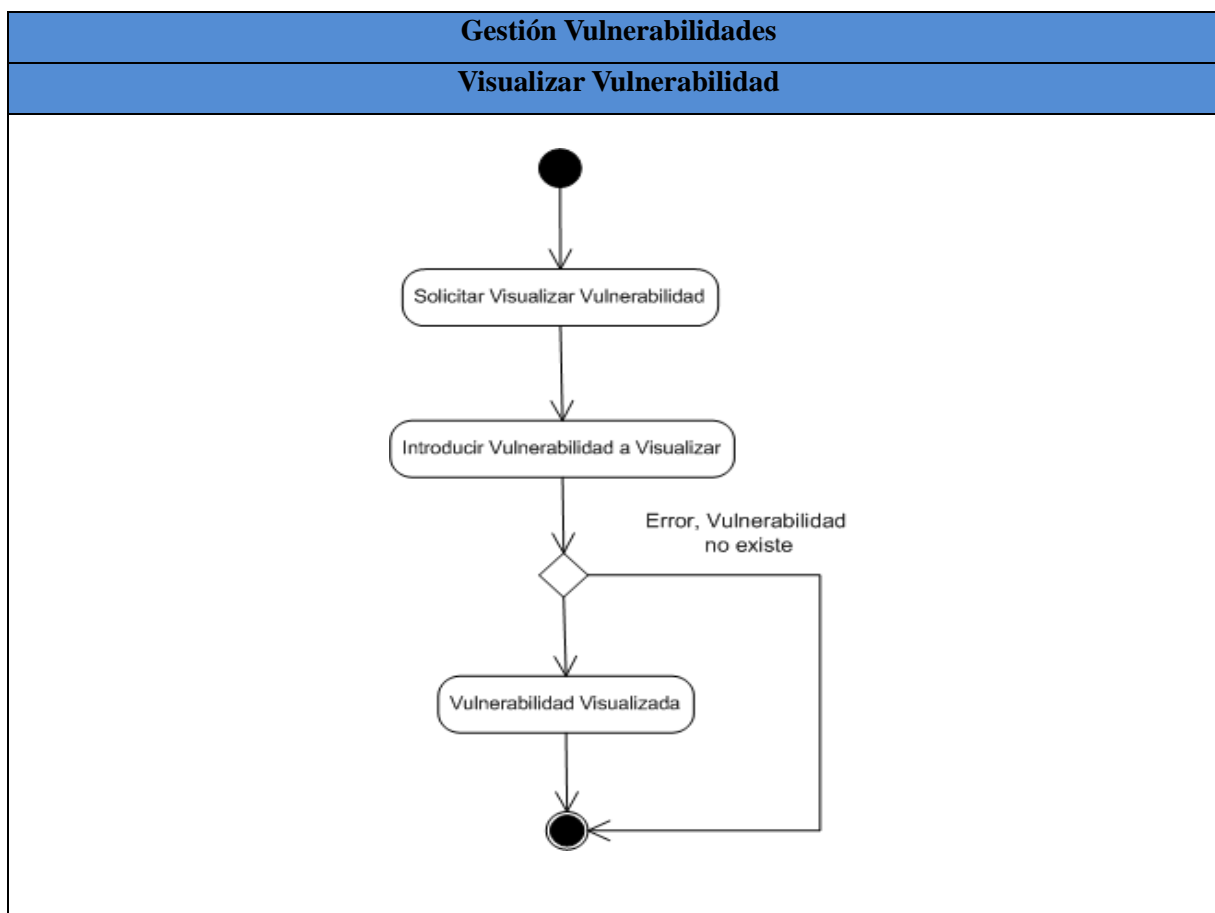 Gestión Vulnerabilidades
Visualizar Vulnerabilidad
Solicitar Visualizar Vulnerabilidad
Introducir Vulnerabilidad a Visualizar
Error, Vulnerabilidad
no existe
Vulnerabilidad Visualizada